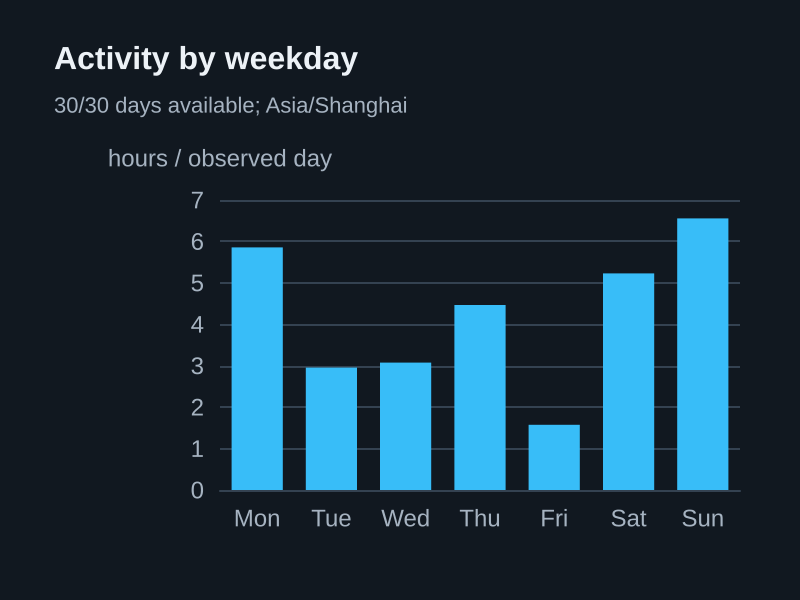 Activity by weekday
30/30 days available; Asia/Shanghai
hours / observed day
7
6
5
4
3
2
1
0
Mon Tue Wed Thu Fri Sat Sun